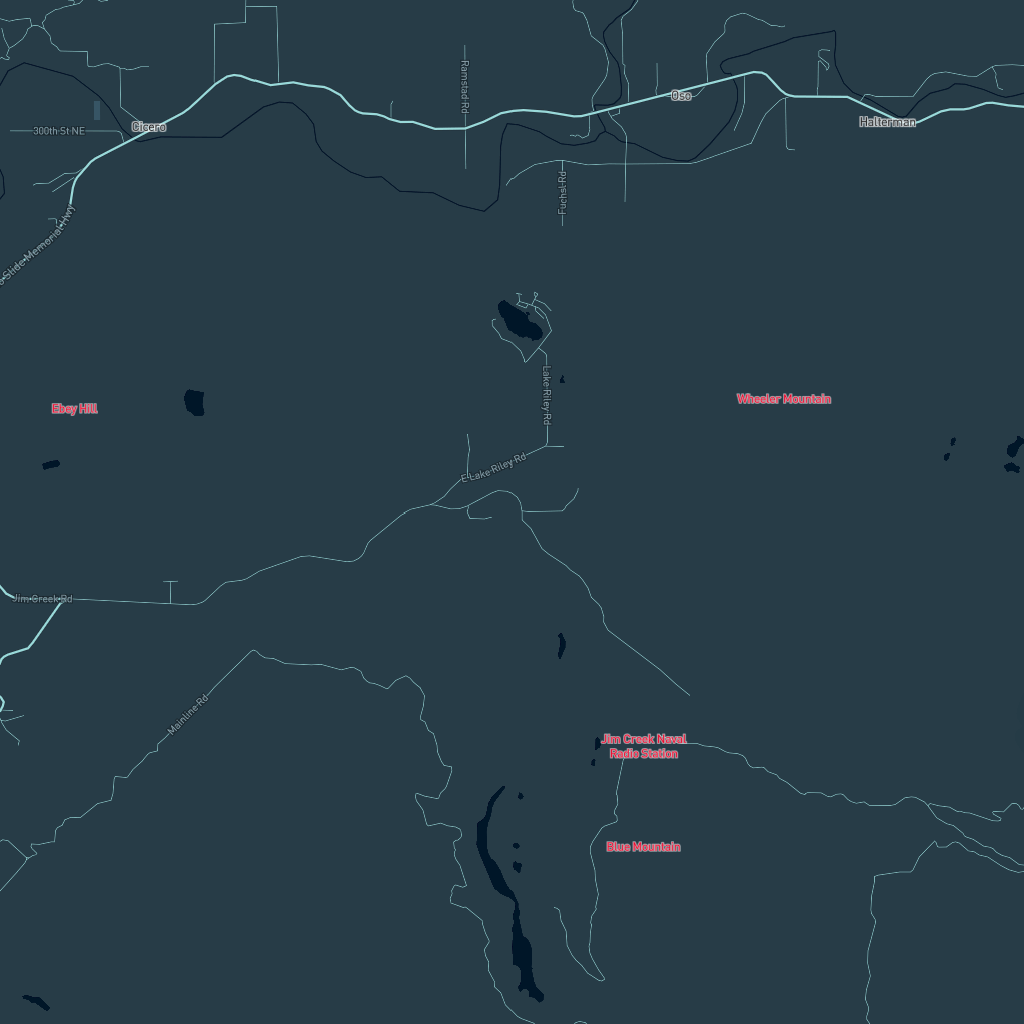 Ramstad Rd
Oso
Halterman
300th St NE
Cicero
Fuchsl Rd
Slide Memorial Hwy
Lake Riley Rd
Wheeler Mountain
Ebey Hill
E Lake Riley Rd
Jim Creek Rd
Mainline Rd
Jim Creek Naval
Radio Station
Blue Mountain